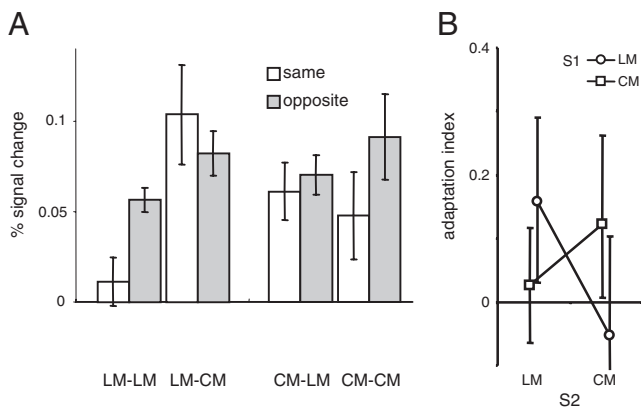 A
% signal change
0.1
0.05
0
same
opposite
LM-LM LM-CM CM-LM CM-CM
B
adaptation index
0.4
0.2
0
S1 LM
CM
LM CM
S2